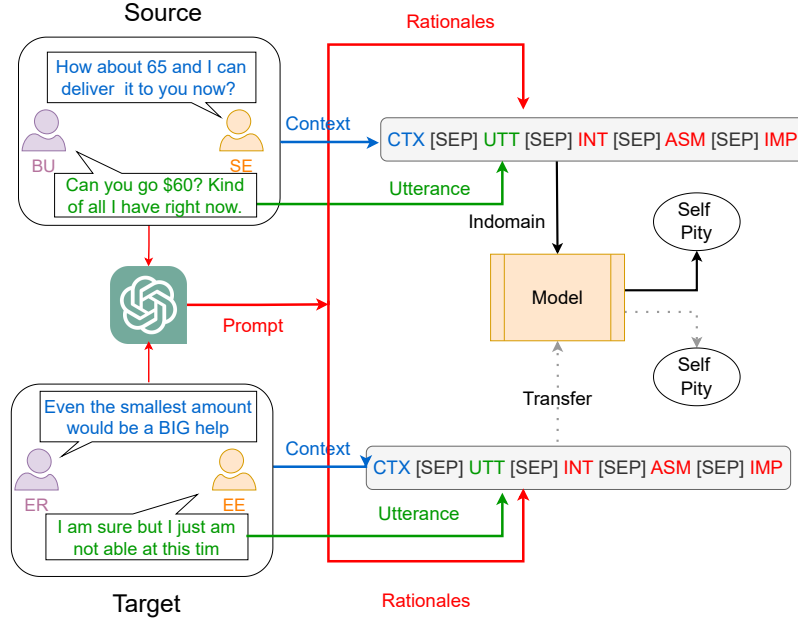 Source
Rationales
How about 65 and I can
deliver it to you now?
BU
SE
Context
CTX [SEP] UTT [SEP] INT [SEP] ASM [SEP] IMP
Can you go $60? Kind
of all I have right now.
Utterance
Indomain
Self
Pity
Model
Prompt
Self
Pity
Transfer
Even the smallest amount
would be a BIG help
ER
EE
Context
CTX [SEP] UTT [SEP] INT [SEP] ASM [SEP] IMP
I am sure but I just am
not able at this tim
Utterance
Rationales
Target